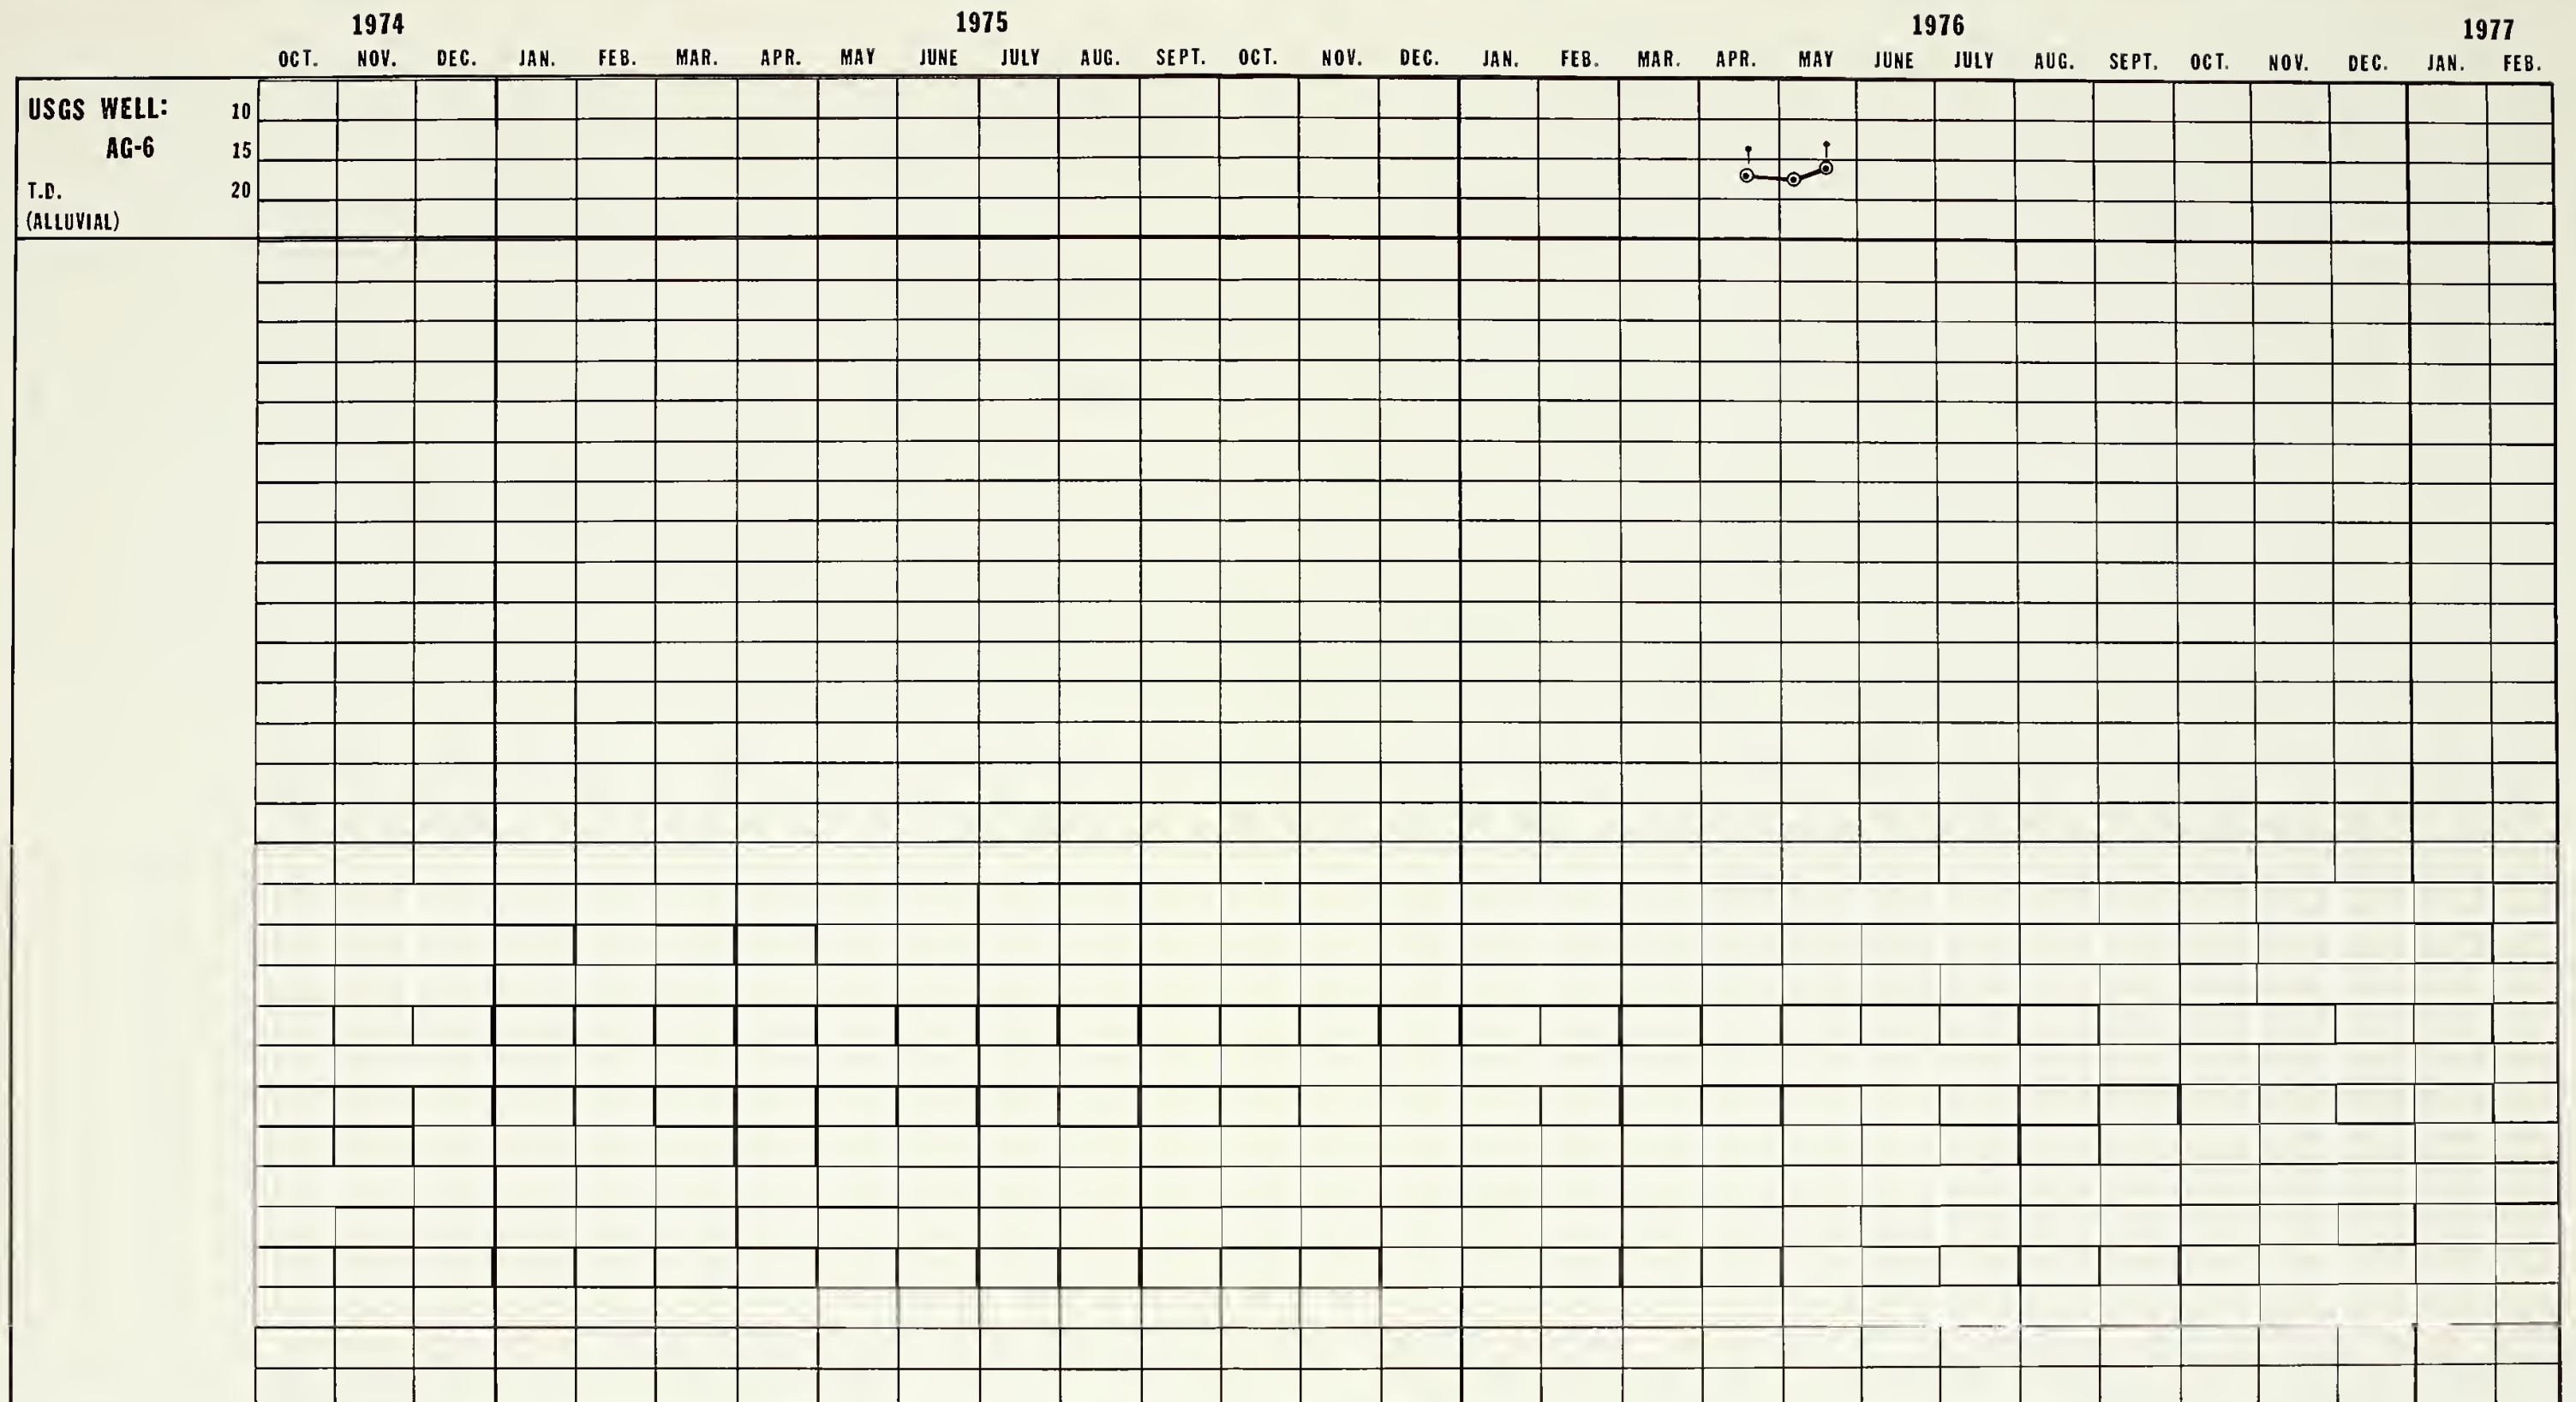 1974 1975 1976 1977
OCT. NOV. DEC. JAN. FEB. MAR. APR. MAY JUNE JULY AUG. SEPT. OCT. NOV. DEC. JAN. FEB. MAR. APR. MAY JUNE JULY AUG. SEPT. OCT. NOV. DEC. JAN. FEB.
USGS WELL: 10
AG-6 15
T.D. 20
(ALLUVIAL)